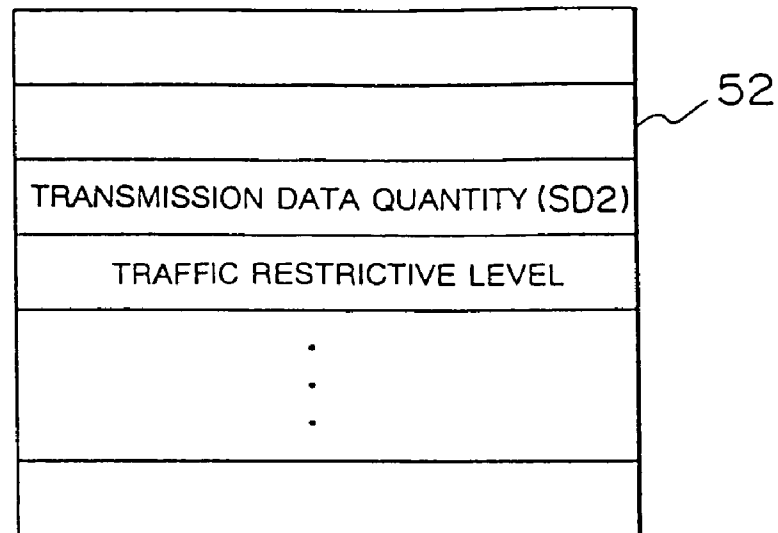 52
TRANSMISSION DATA QUANTITY (SD2)
TRAFFIC RESTRICTIVE LEVEL